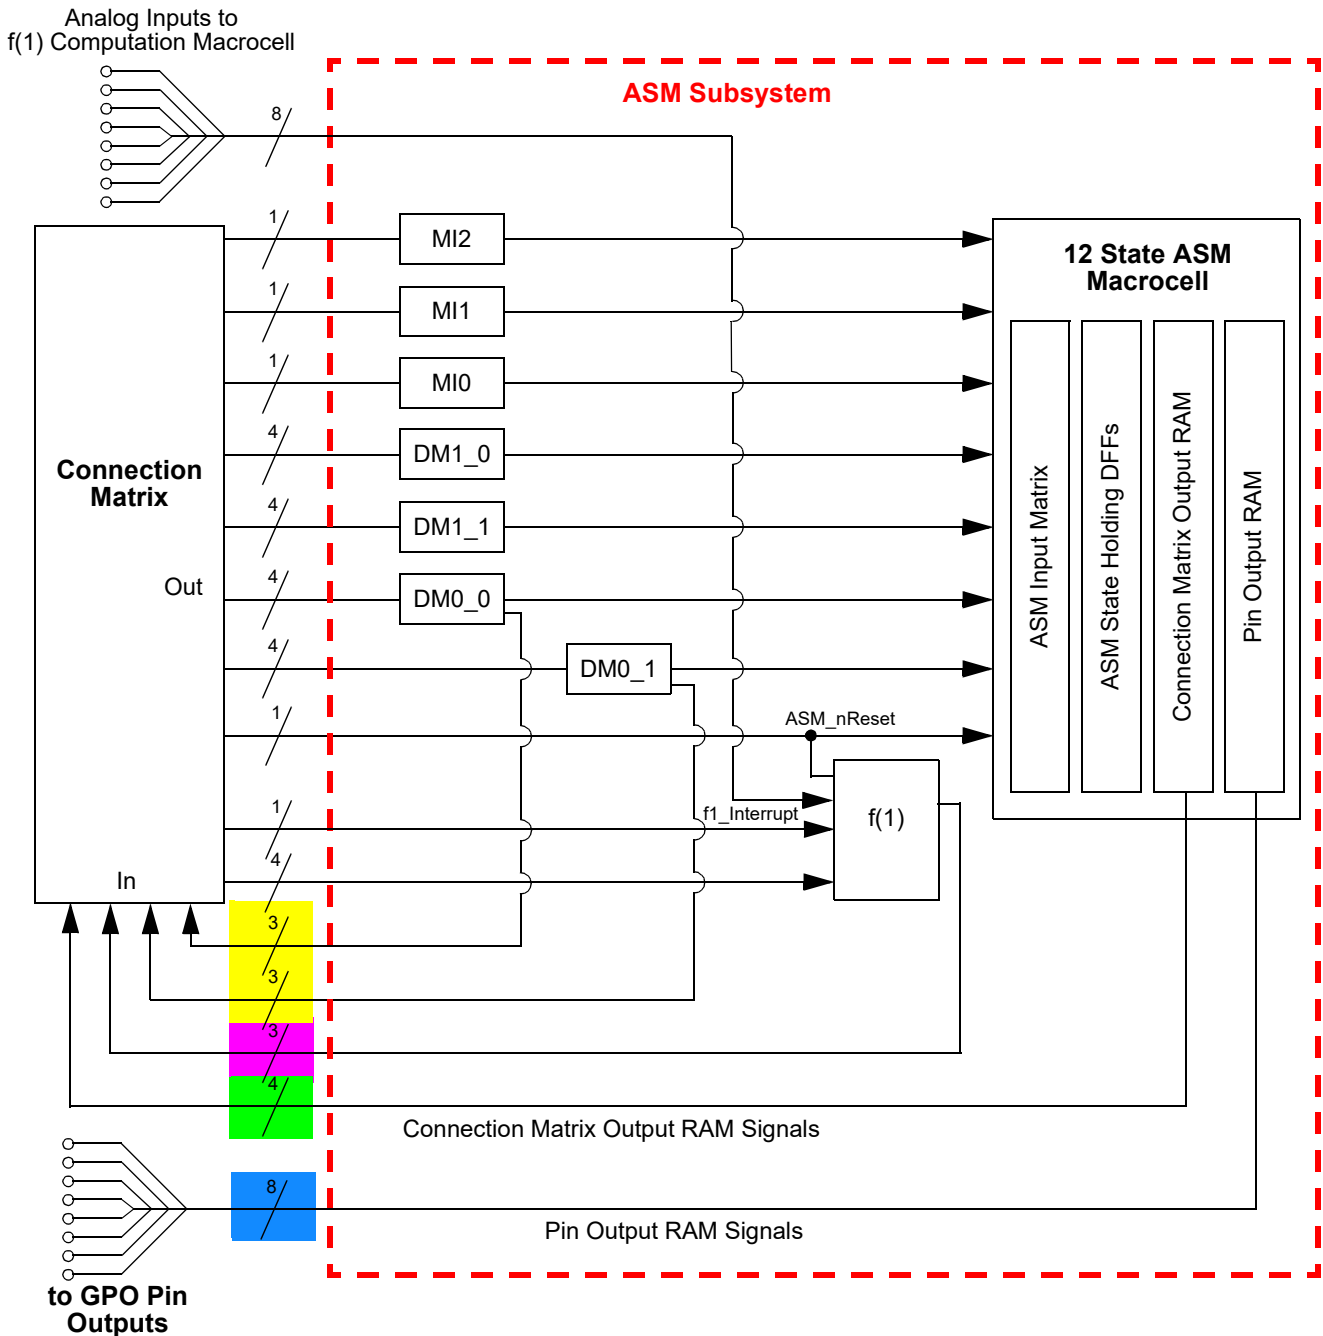 Analog Inputs to
f(1) Computation Macrocell
ASM Subsystem
8
1
MI2
12 State ASM
Macrocell
1
MI1
1
MI0
4
DM1_0
Connection
Matrix
4
DM1_1
Out
4
DM0_0
4
DM0_1
1
ASM_nReset
ASM Input Matrix
ASM State Holding DFFs
Connection Matrix Output RAM
Pin Output RAM
1
f1_Interrupt
f(1)
4
In
3
3
3
4
Connection Matrix Output RAM Signals
8
Pin Output RAM Signals
to GPO Pin
Outputs